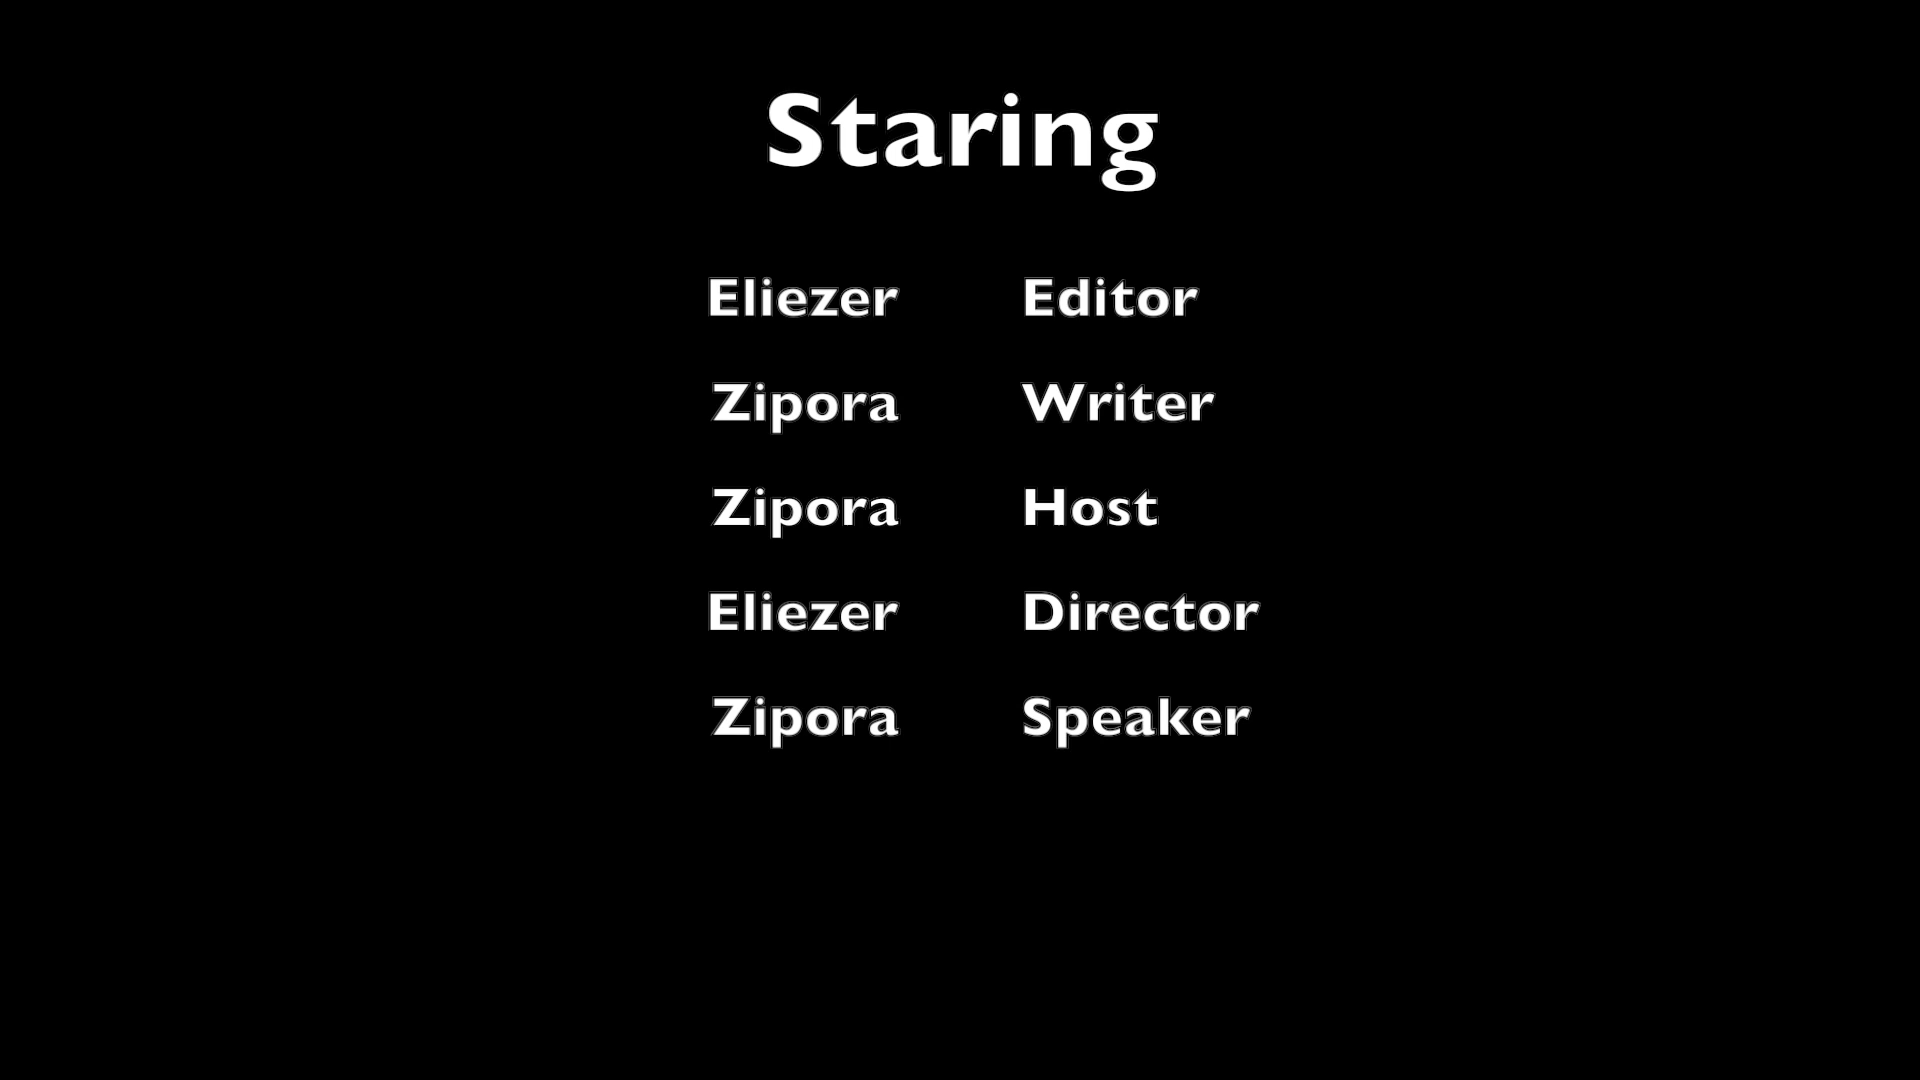 Staring
Eliezer Editor
Zipora Writer
Zipora Host
Eliezer Director
Zipora Speaker